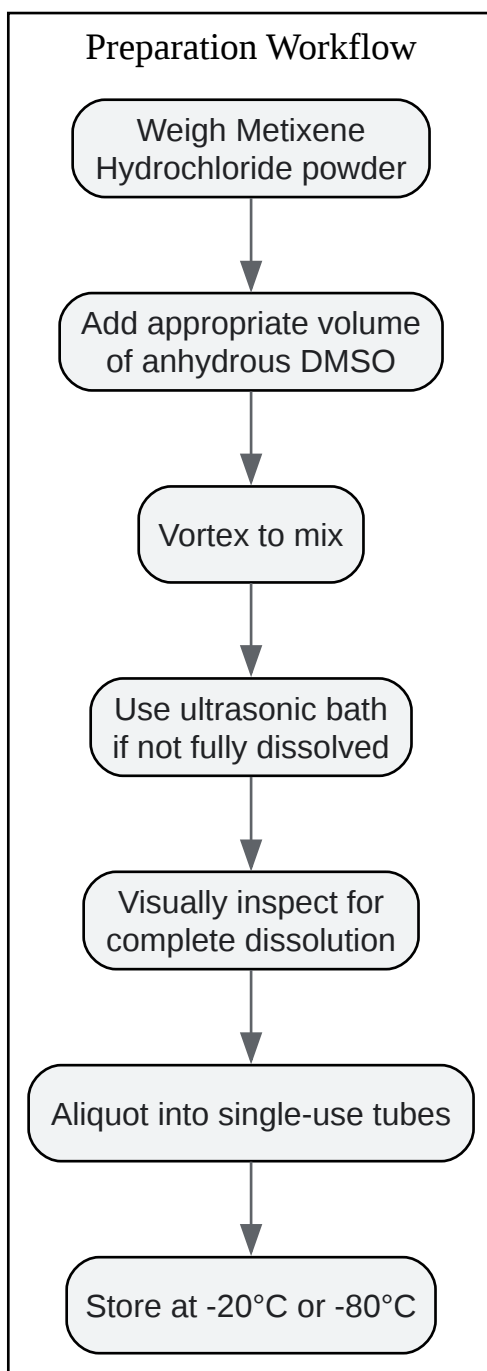 Preparation Workflow
Weigh Metixene
Hydrochloride powder
Add appropriate volume
of anhydrous DMSO
Vortex to mix
Use ultrasonic bath
if not fully dissolved
Visually inspect for
complete dissolution
Aliquot into single-use tubes
Store at -20°C or -80°C